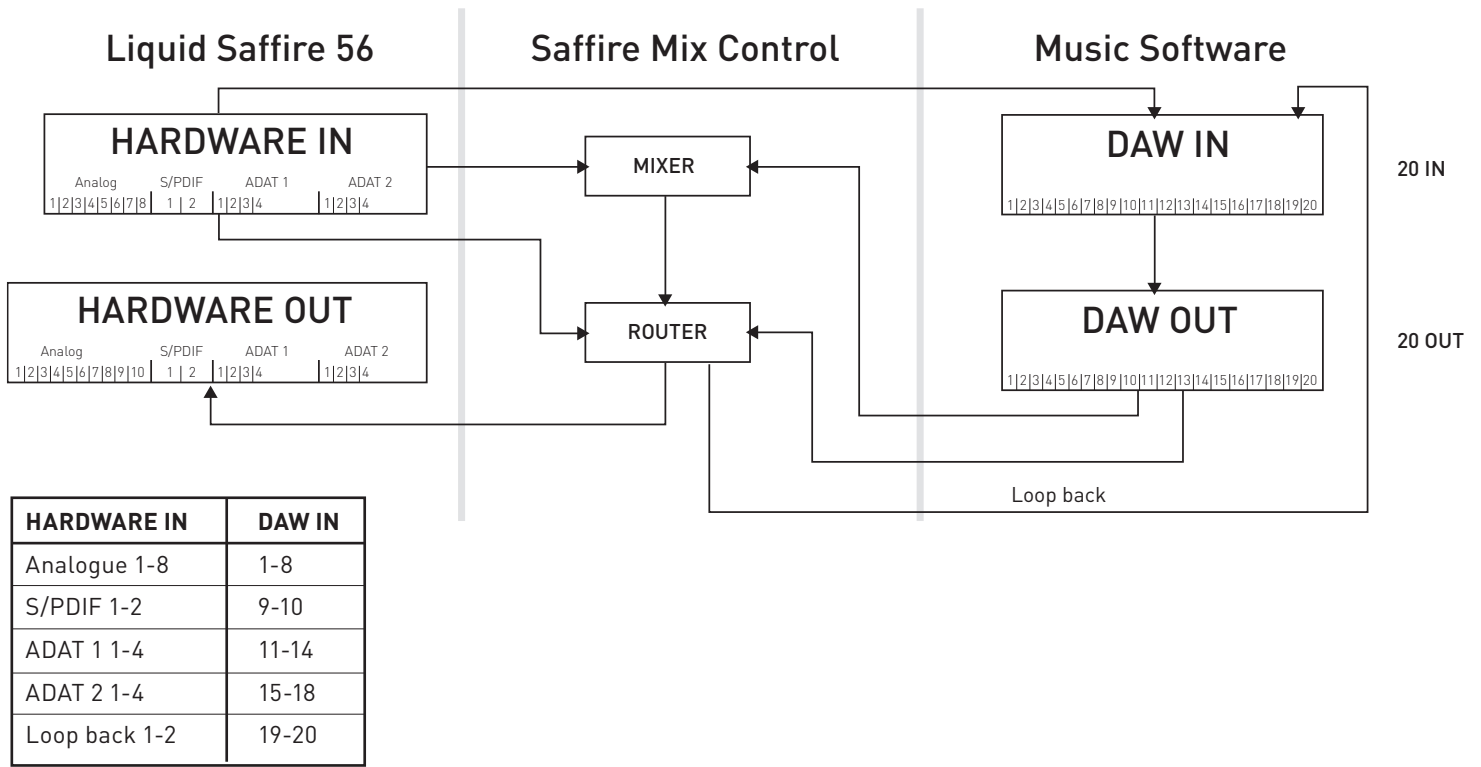 Liquid Saffire 56
Saffire Mix Control
Music Software
HARDWARE IN
Analog S/PDIF ADAT 1 ADAT 2
1|2|3|4|5|6|7|8 1 | 2 1|2|3|4 1|2|3|4
MIXER
DAW IN
1|2|3|4|5|6|7|8|9|10|11|12|13|14|15|16|17|18|19|20
20 IN
HARDWARE OUT
Analog S/PDIF ADAT 1 ADAT 2
1|2|3|4|5|6|7|8|9|10 1 | 2 1|2|3|4 1|2|3|4
ROUTER
DAW OUT
1|2|3|4|5|6|7|8|9|10|11|12|13|14|15|16|17|18|19|20
20 OUT
Loop back
HARDWARE IN DAW IN
Analogue 1-8 1-8
S/PDIF 1-2 9-10
ADAT 1 1-4 11-14
ADAT 2 1-4 15-18
Loop back 1-2 19-20